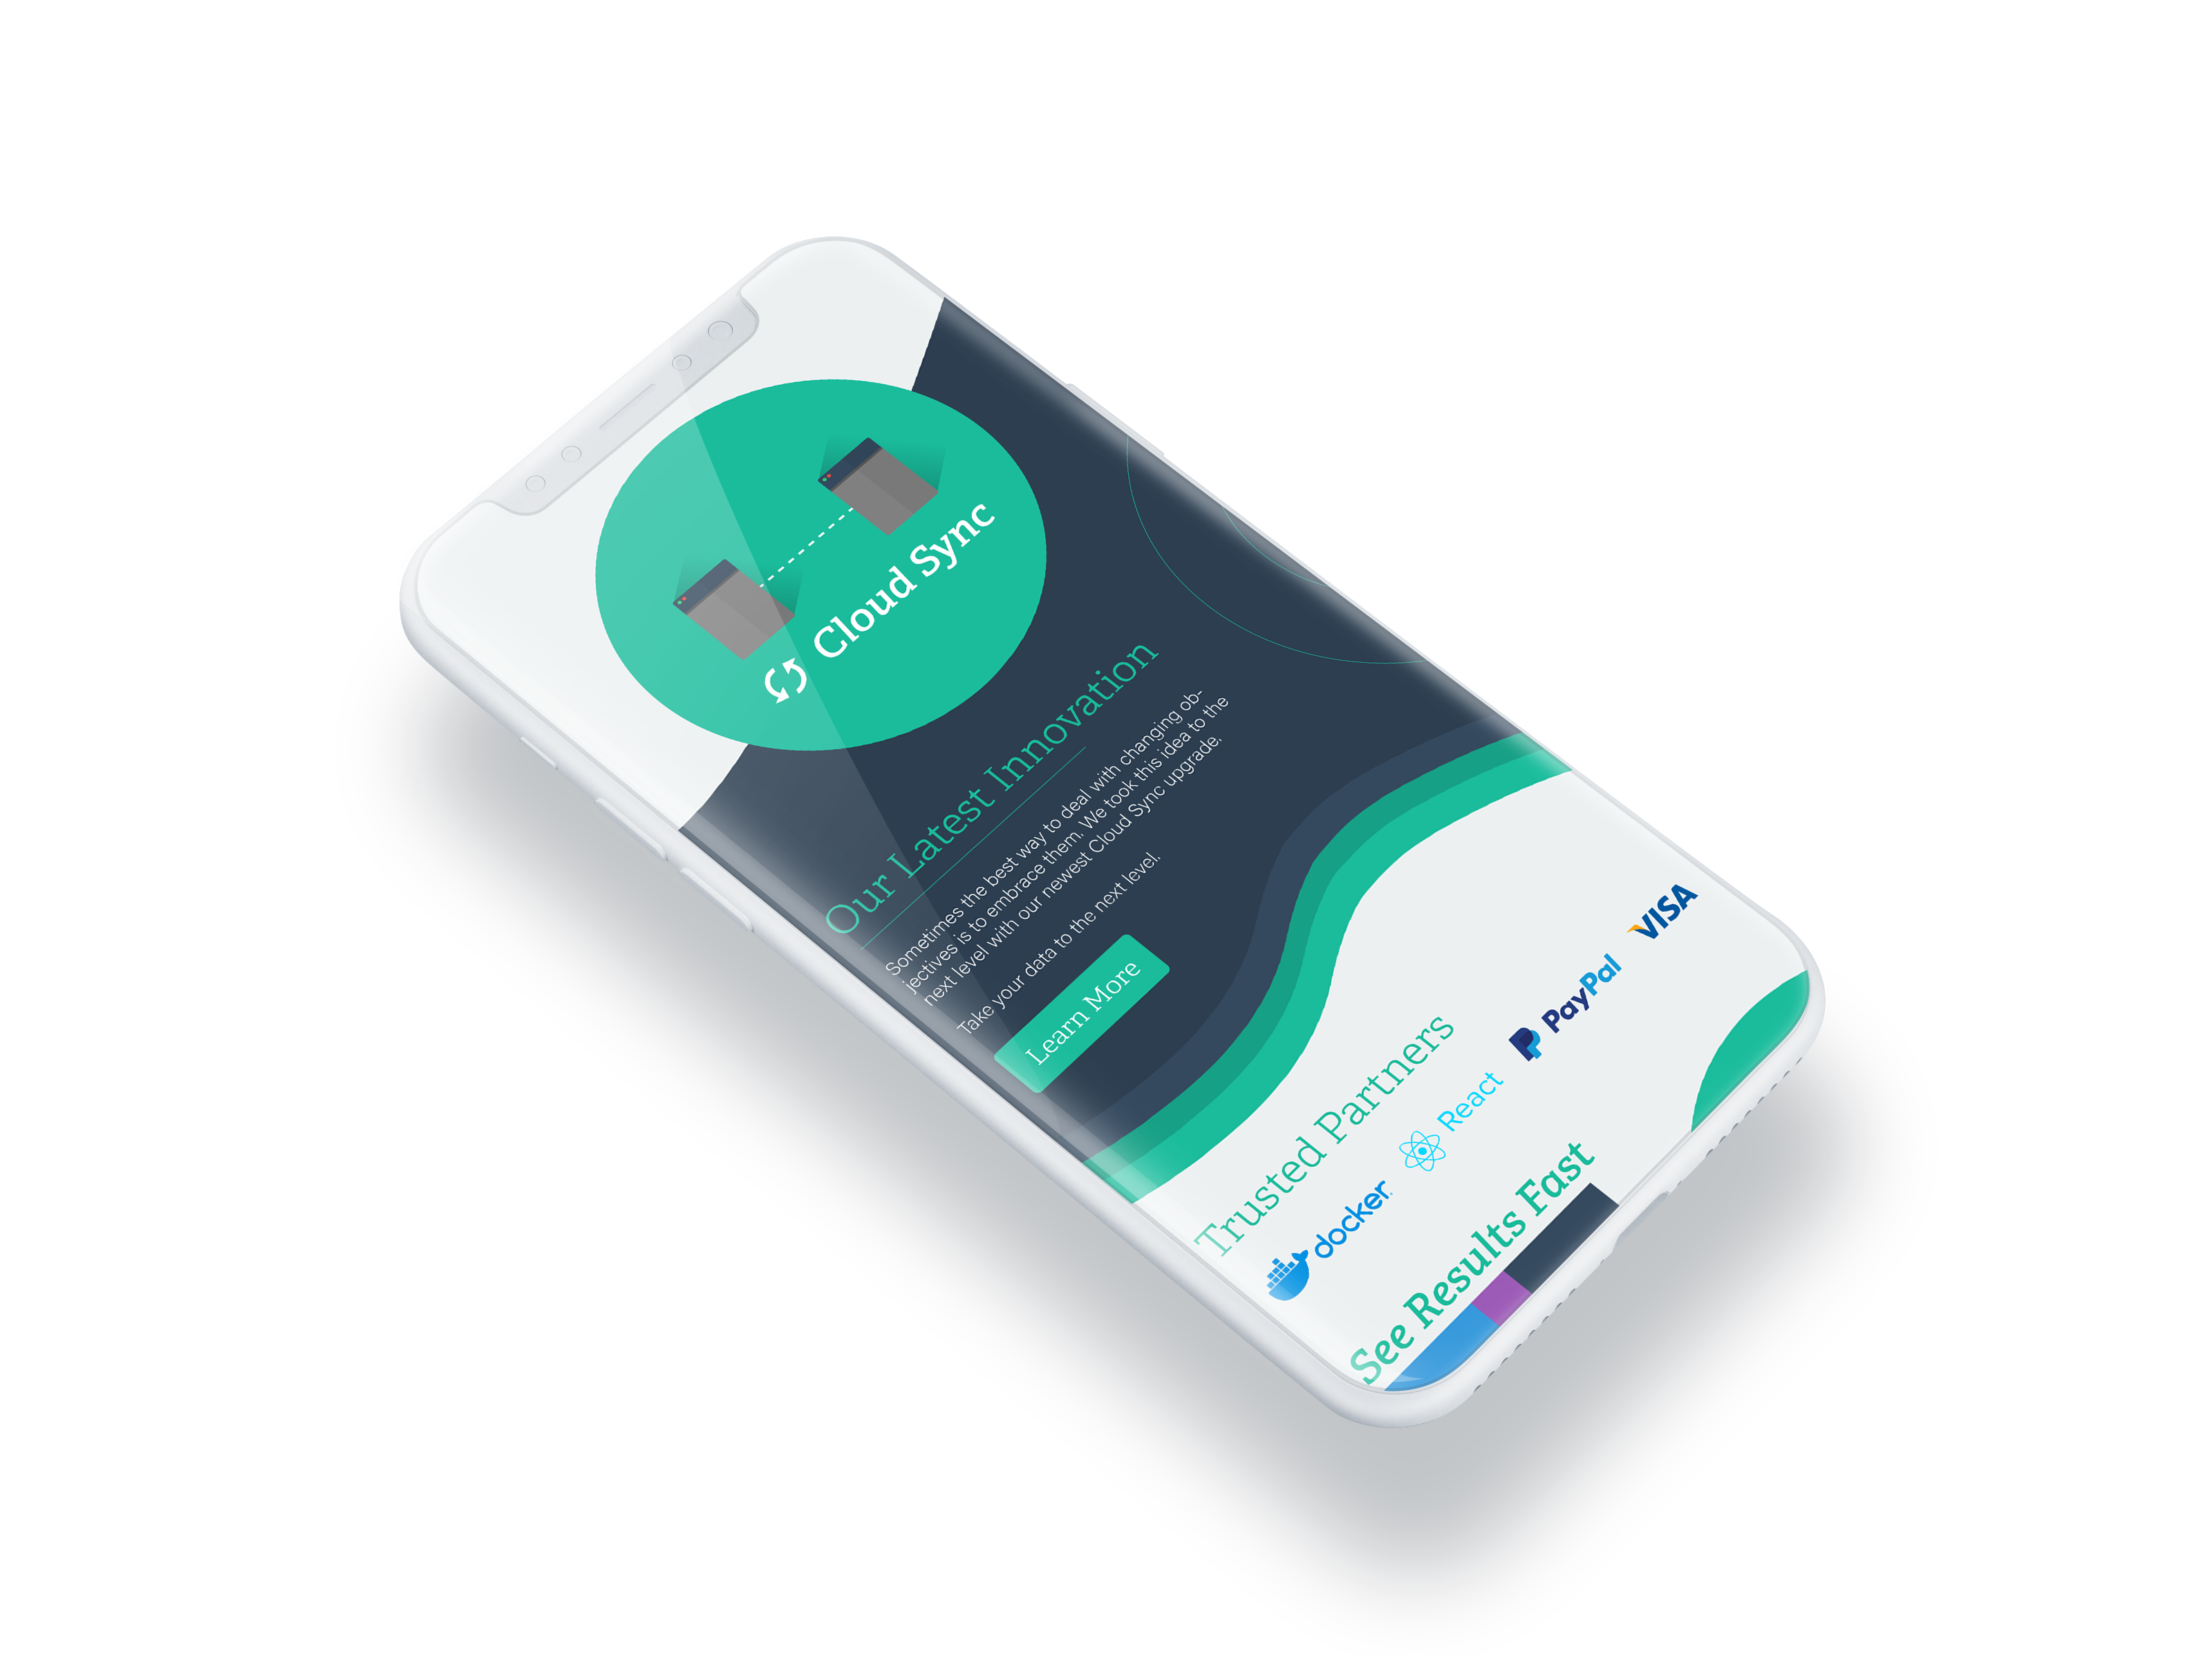 Cloud Sync
Our Latest Innovation
Sometimes the best way to deal with changing ob-
jectives is to embrace them. We took this idea to the
next level with our newest Cloud Sync upgrade.
Take your data to the next level.
Learn More
Trusted Partners
docker React PayPal VISA
See Results Fast